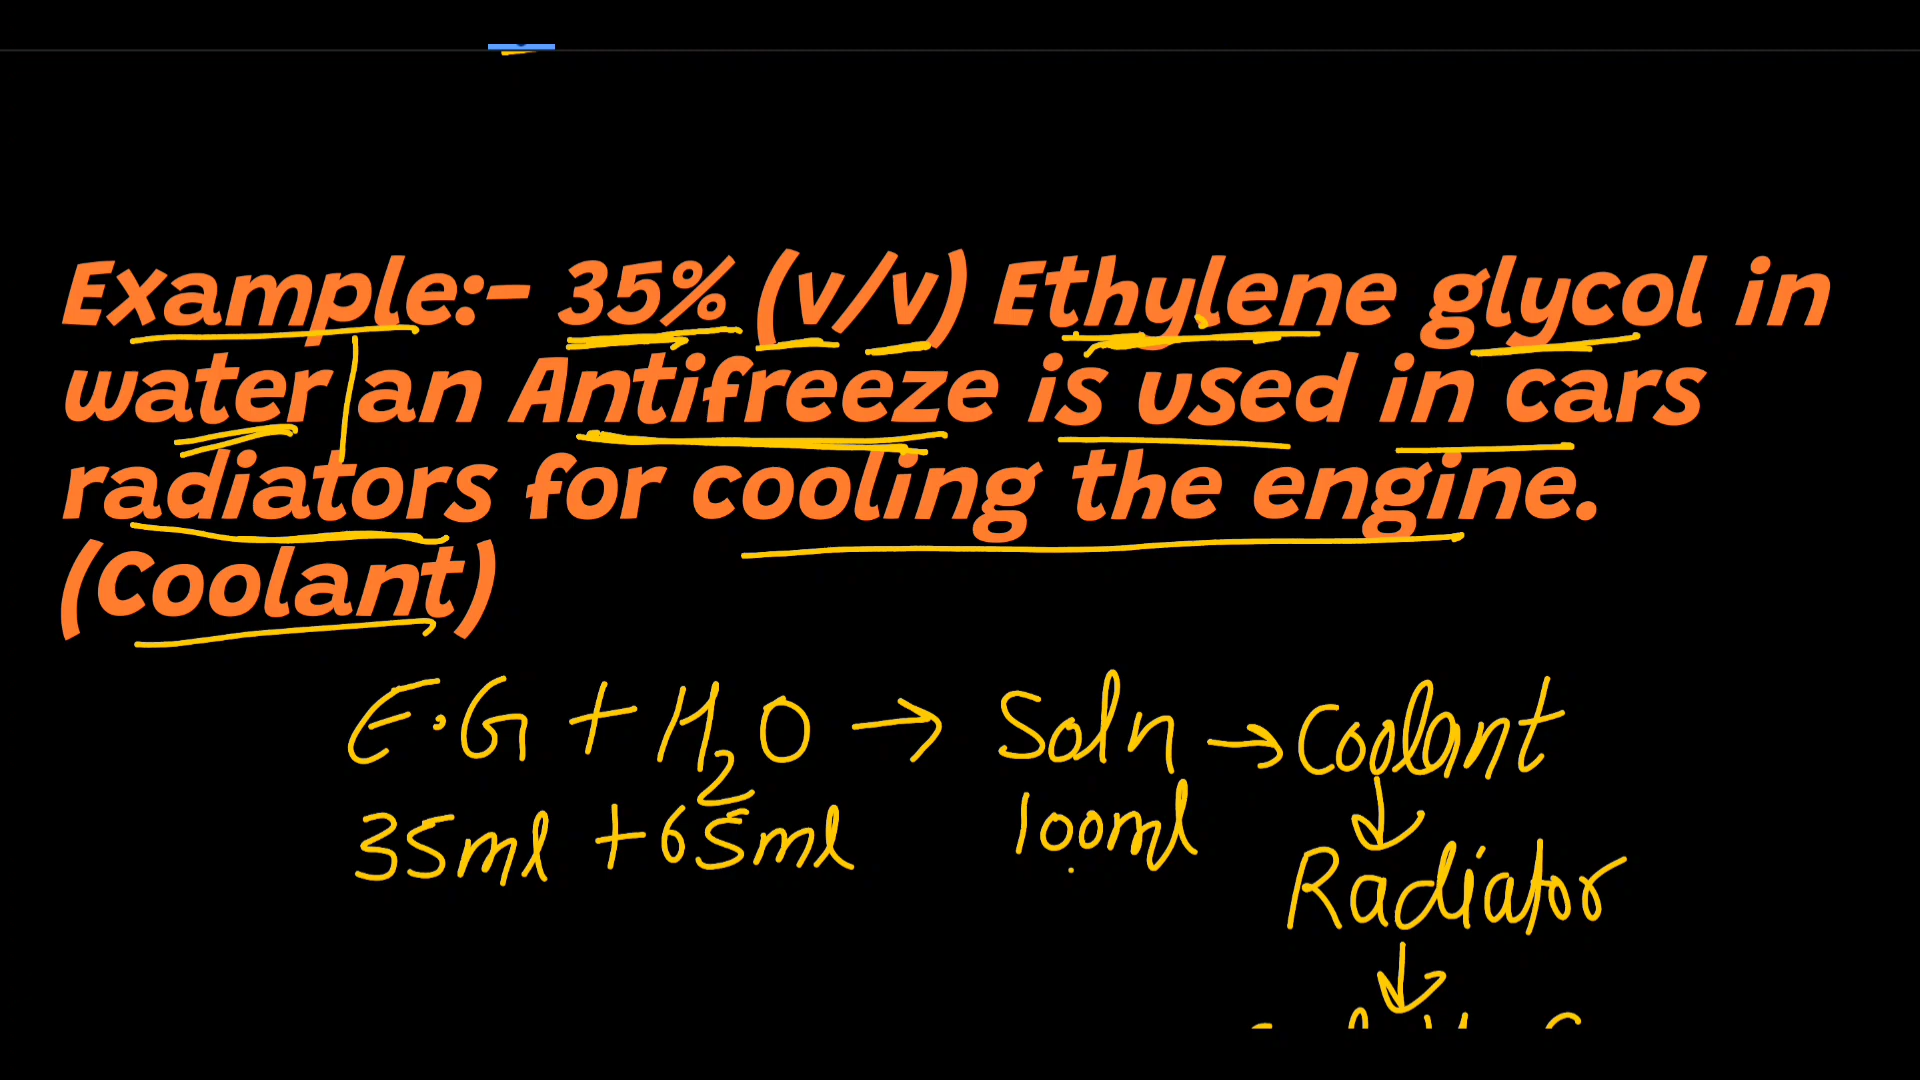 Example:- 35% (v/v) Ethylene glycol in
water an Antifreeze is used in cars
radiators for cooling the engine.
(Coolant)
E.G + H2O → Soln → Coolant
35ml + 65ml 100ml ↓
Radiator
↓